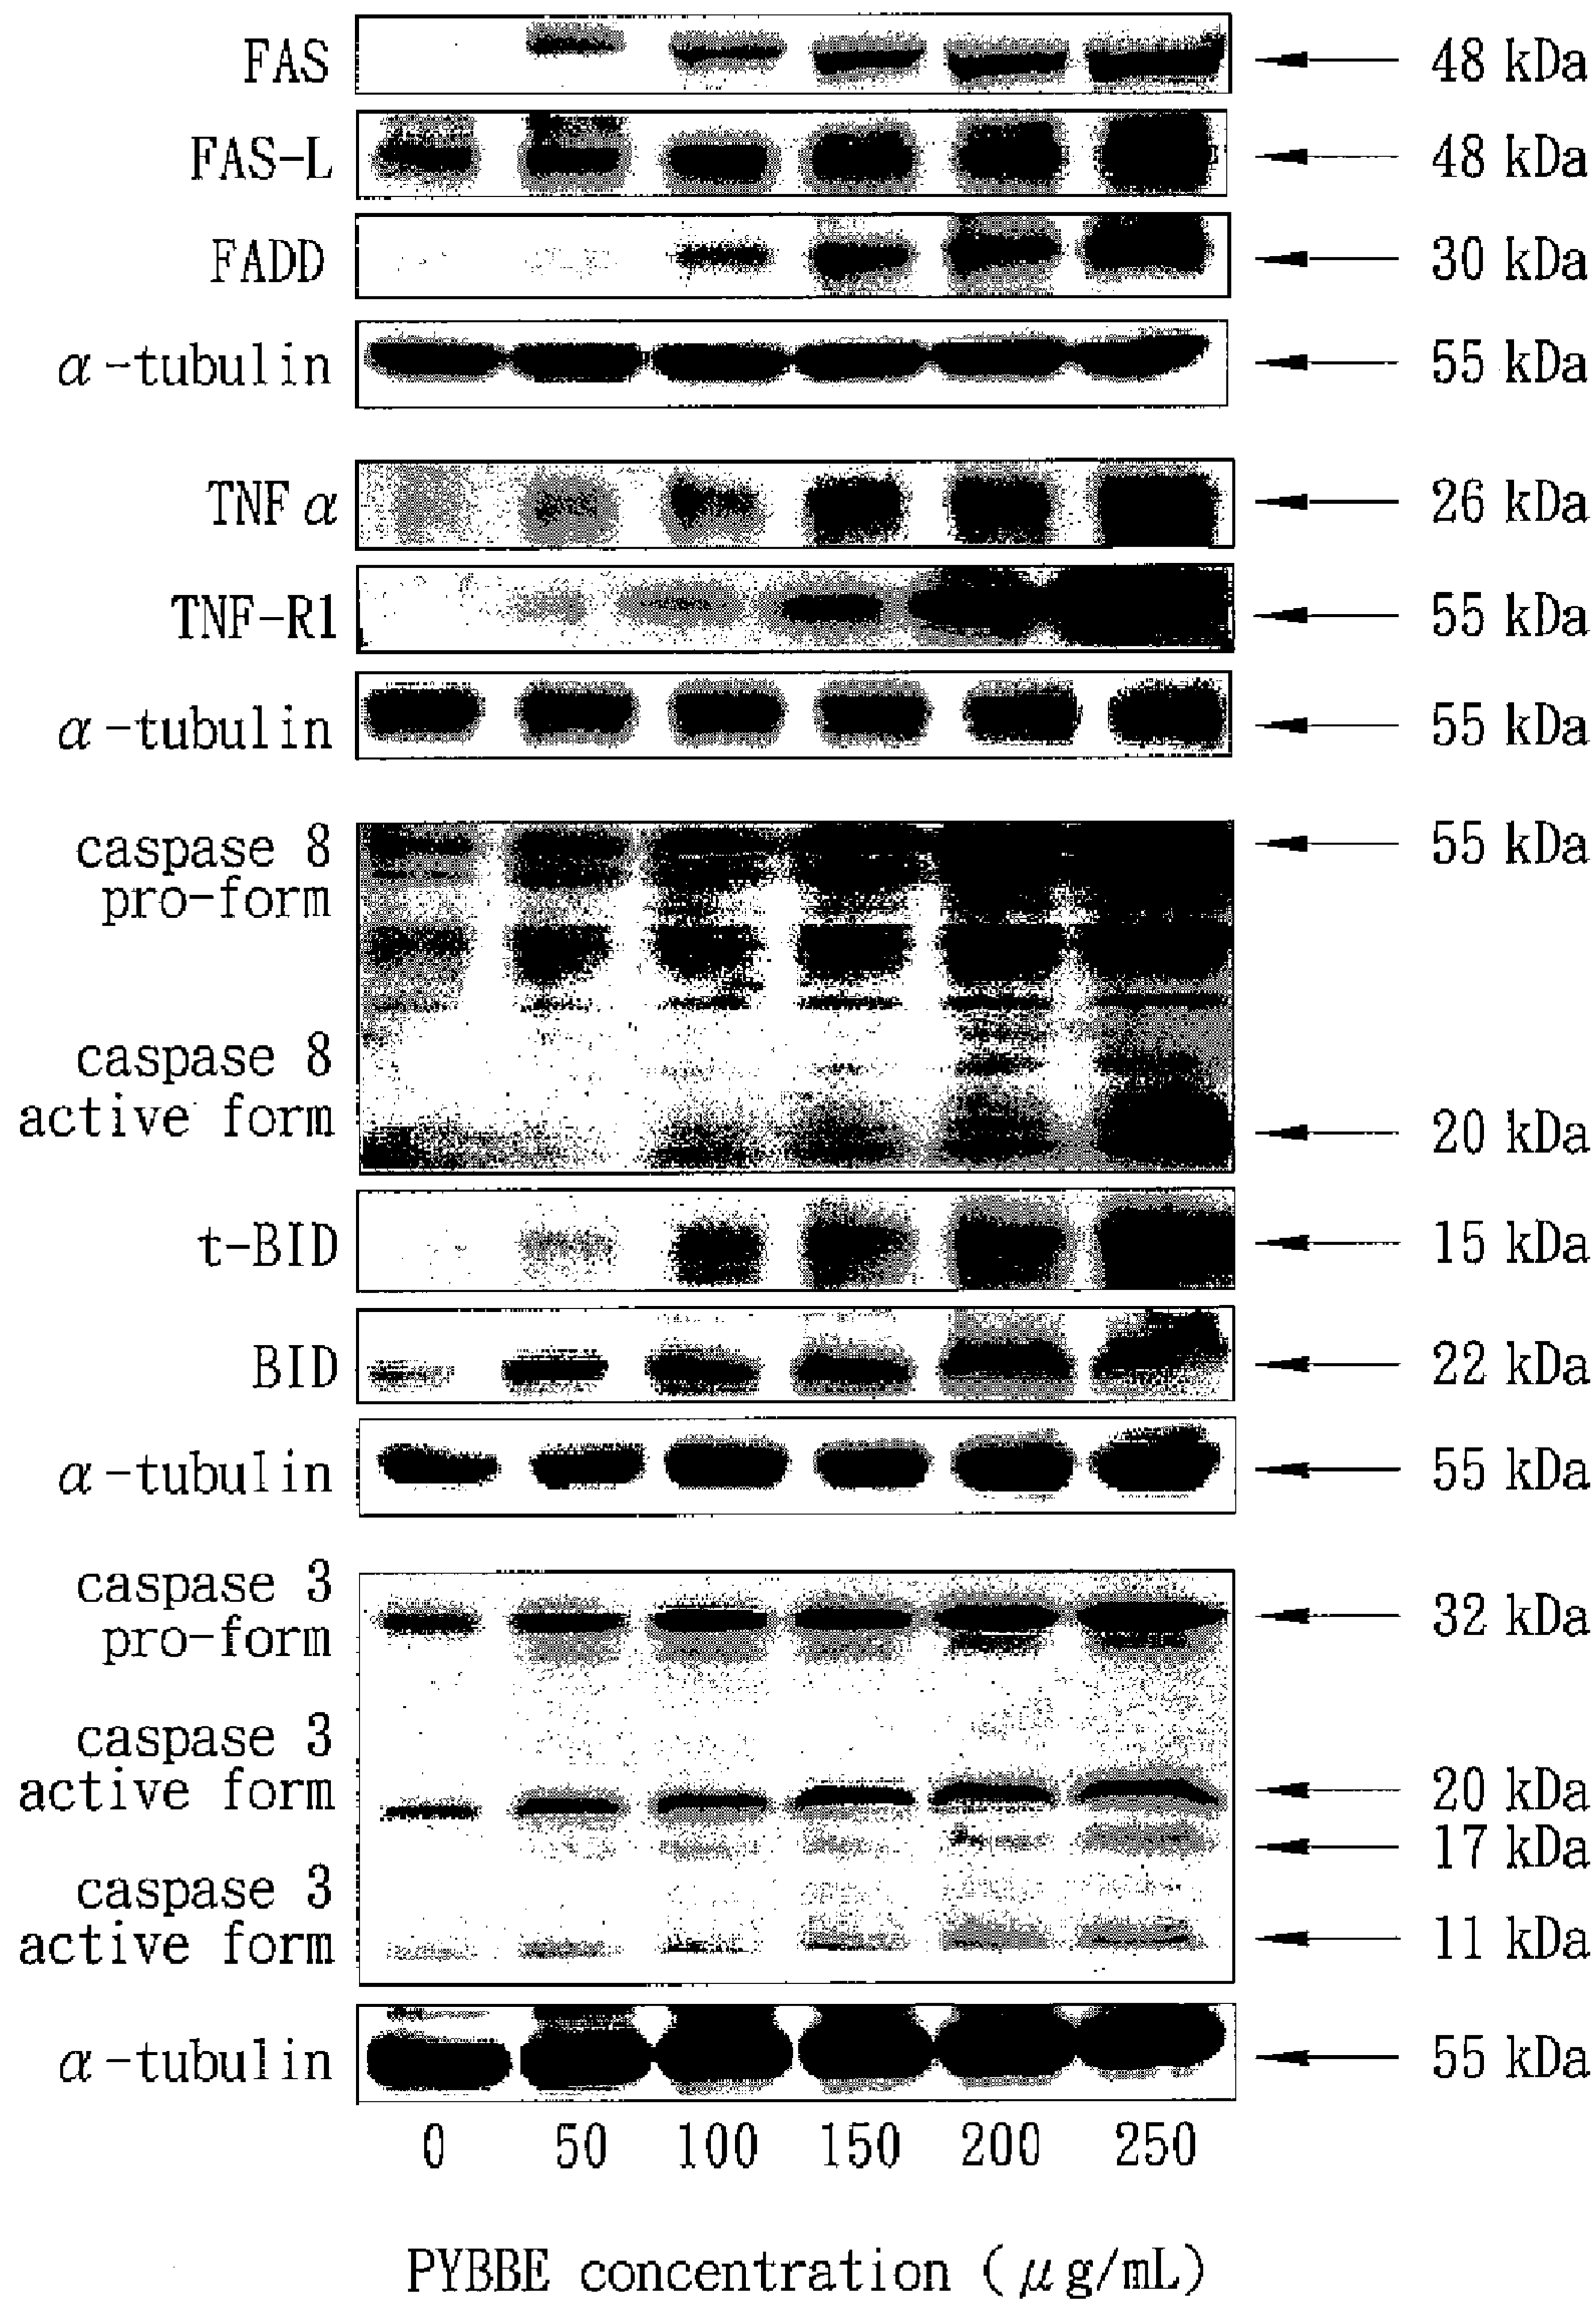 FAS 48 kDa
FAS-L 48 kDa
FADD 30 kDa
α-tubulin 55 kDa
TNFα 26 kDa
TNF-R1 55 kDa
α-tubulin 55 kDa
caspase 8 55 kDa
pro-form
caspase 8
active form 20 kDa
t-BID 15 kDa
BID 22 kDa
α-tubulin 55 kDa
caspase 3
pro-form 32 kDa
caspase 3
active form 20 kDa
17 kDa
caspase 3
active form 11 kDa
α-tubulin 55 kDa
0 50 100 150 200 250
PYBBE concentration (μg/mL)